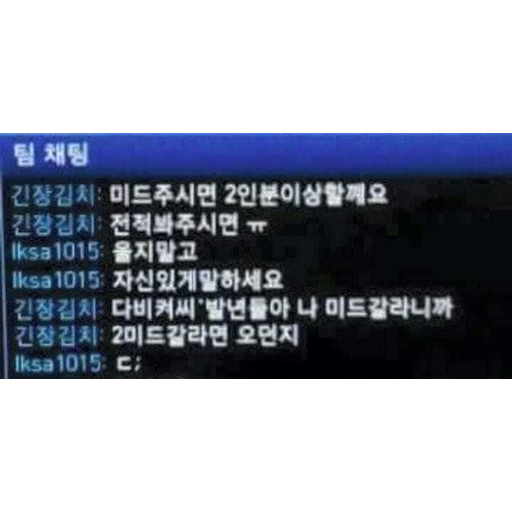 팀 채팅
긴장김치: 미드주시면 2인분이상할께요
긴장김치: 전적봐주시면 ㅠ
lksa1015: 울지말고
lksa1015: 자신있게말하세요
긴장김치: 다비켜씨*발년들아 나 미드갈라니까
긴장김치: 2미드갈라면 오던지
lksa1015: ㄷ;